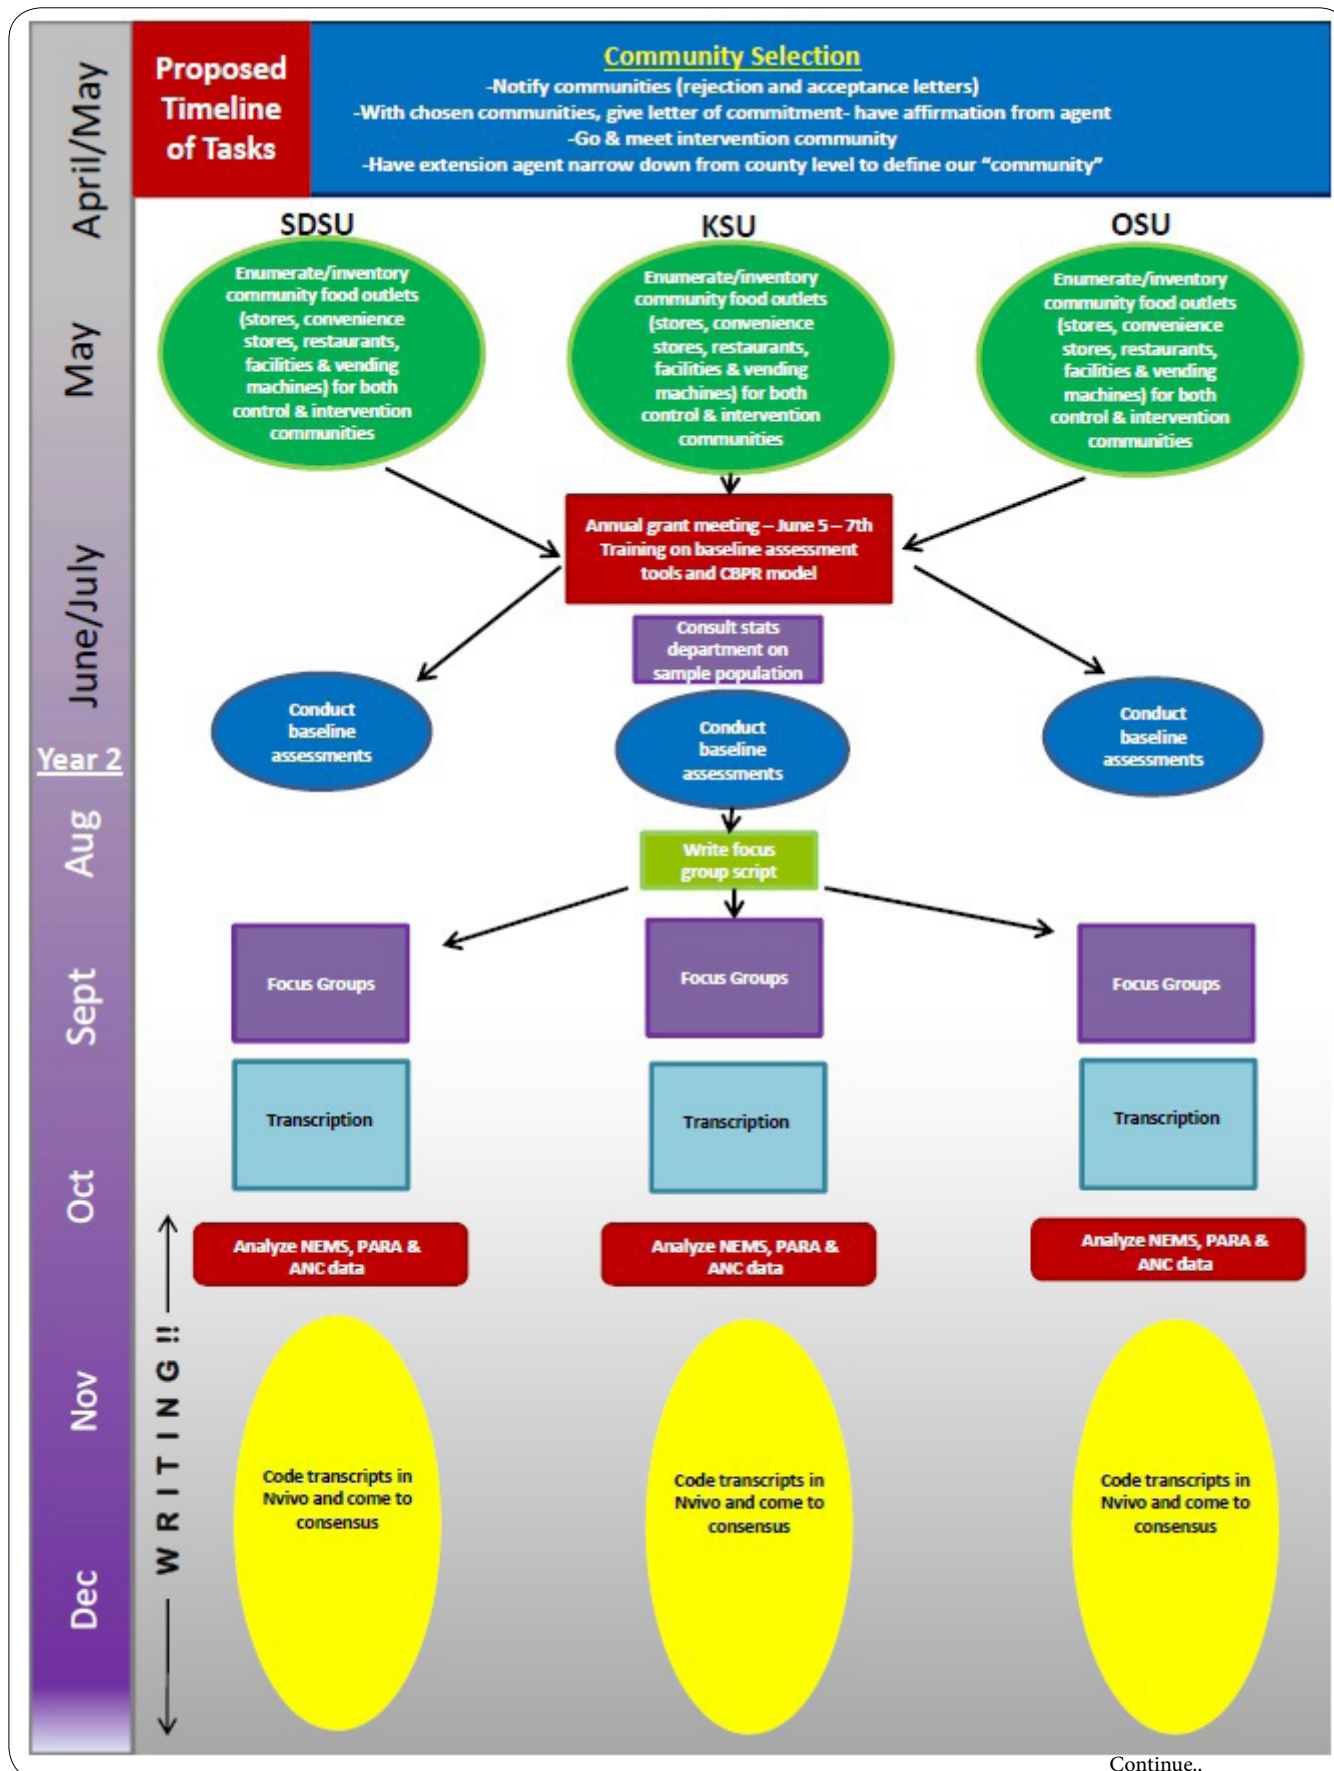 April/May
Proposed
Timeline
of Tasks
Community Selection
-Notify communities (rejection and acceptance letters)
-With chosen communities, give letter of commitment- have affirmation from agent
-Go & meet intervention community
-Have extension agent narrow down from county level to define our “community”
SDSU
KSU
OSU
May
Enumerate/inventory
community food outlets
(stores, convenience
stores, restaurants,
facilities & vending
machines) for both
control & intervention
communities
Enumerate/inventory
community food outlets
(stores, convenience
stores, restaurants,
facilities & vending
machines) for both
control & intervention
communities
Enumerate/inventory
community food outlets
(stores, convenience
stores, restaurants,
facilities & vending
machines) for both
control & intervention
communities
June/July
Annual grant meeting – June 5 – 7th
Training on baseline assessment
tools and CBPR model
Consult stats
department on
sample population
Conduct
baseline
assessments
Conduct
baseline
assessments
Conduct
baseline
assessments
Year 2
Aug
Write focus
group script
Sept
Focus Groups
Focus Groups
Focus Groups
Transcription
Transcription
Transcription
Oct
Analyze NEMS, PARA &
ANC data
Analyze NEMS, PARA &
ANC data
Analyze NEMS, PARA &
ANC data
WRITING!!
Nov
Code transcripts in
Nvivo and come to
consensus
Code transcripts in
Nvivo and come to
consensus
Code transcripts in
Nvivo and come to
consensus
Dec
Continue..